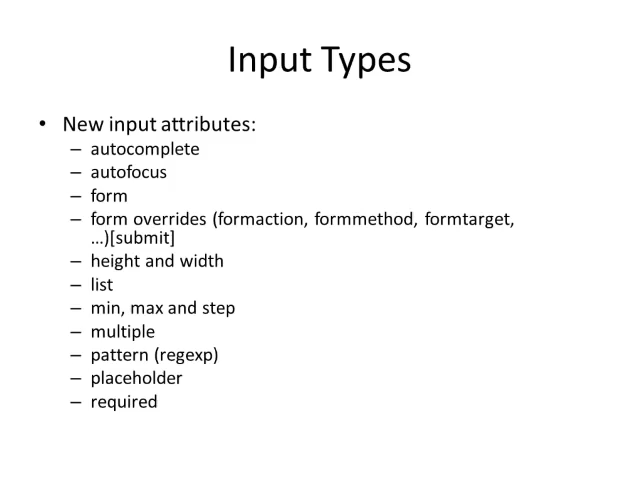 Input Types
• New input attributes:
– autocomplete
– autofocus
– form
– form overrides (formaction, formmethod, formtarget,
…)[submit]
– height and width
– list
– min, max and step
– multiple
– pattern (regexp)
– placeholder
– required